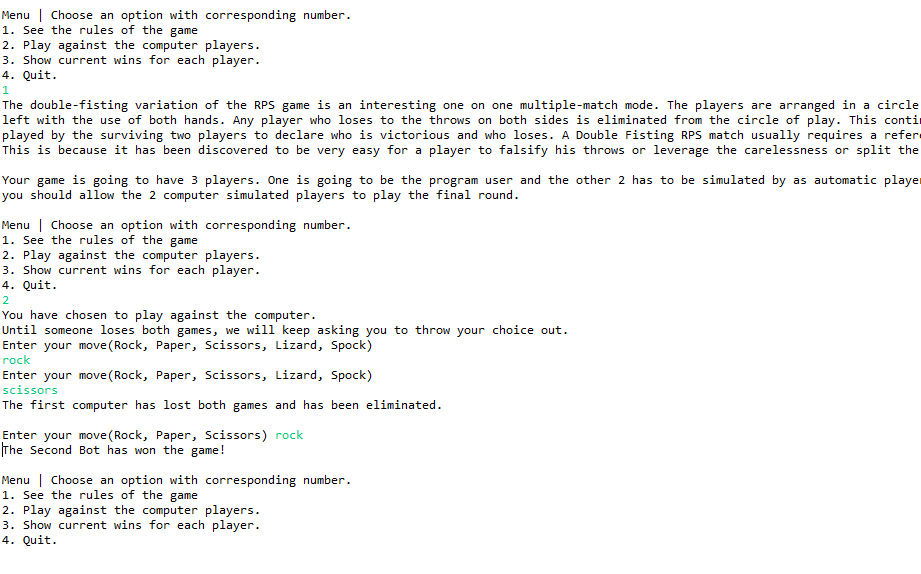 Menu | Choose an option with corresponding number.
1. See the rules of the game
2. Play against the computer players.
3. Show current wins for each player.
4. Quit.
1
The double-fisting variation of the RPS game is an interesting one on one multiple-match mode. The players are arranged in a circle
left with the use of both hands. Any player who loses to the throws on both sides is eliminated from the circle of play. This
played by the surviving two players to declare who is victorious and who loses. A Double Fisting RPS match usually requires a
This is because it has been discovered to be very easy for a player to falsify his throws or leverage the carelessness or split the
Your game is going to have 3 players. One is going to be the program user and the other 2 has to be simulated by as automatic
you should allow the 2 computer simulated players to play the final round.
Menu | Choose an option with corresponding number.
1. See the rules of the game
2. Play against the computer players.
3. Show current wins for each player.
4. Quit.
2
You have chosen to play against the computer.
Until someone loses both games, we will keep asking you to throw your choice out.
Enter your move(Rock, Paper, Scissors, Lizard, Spock)
rock
Enter your move(Rock, Paper, Scissors, Lizard, Spock)
scissors
The first computer has lost both games and has been eliminated.
Enter your move(Rock, Paper, Scissors) rock
The Second Bot has won the game!
Menu | Choose an option with corresponding number.
1. See the rules of the game
2. Play against the computer players.
3. Show current wins for each player.
4. Quit.